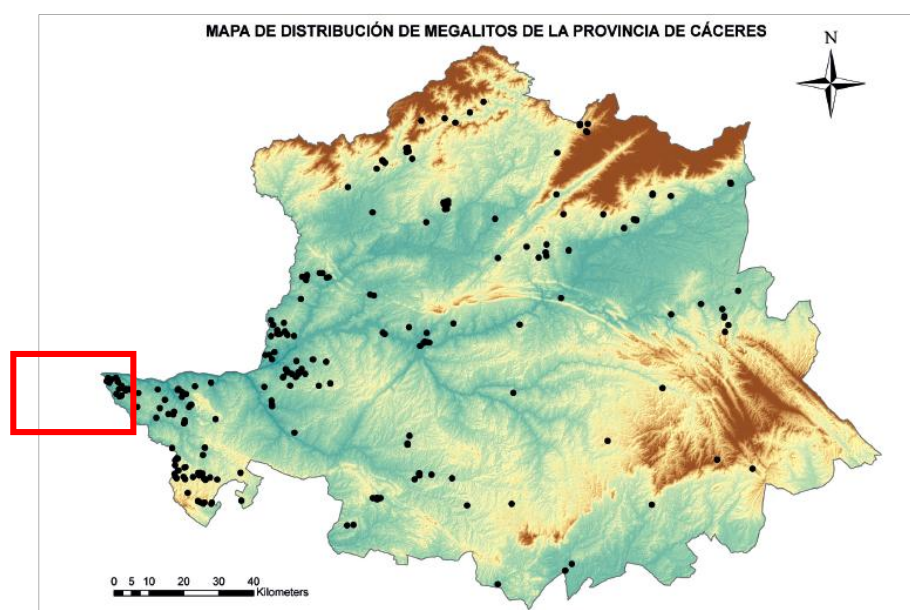 MAPA DE DISTRIBUCIÓN DE MEGALITOS DE LA PROVINCIA DE CÁCERES
N
0 5 10 20 30 40
Kilometers